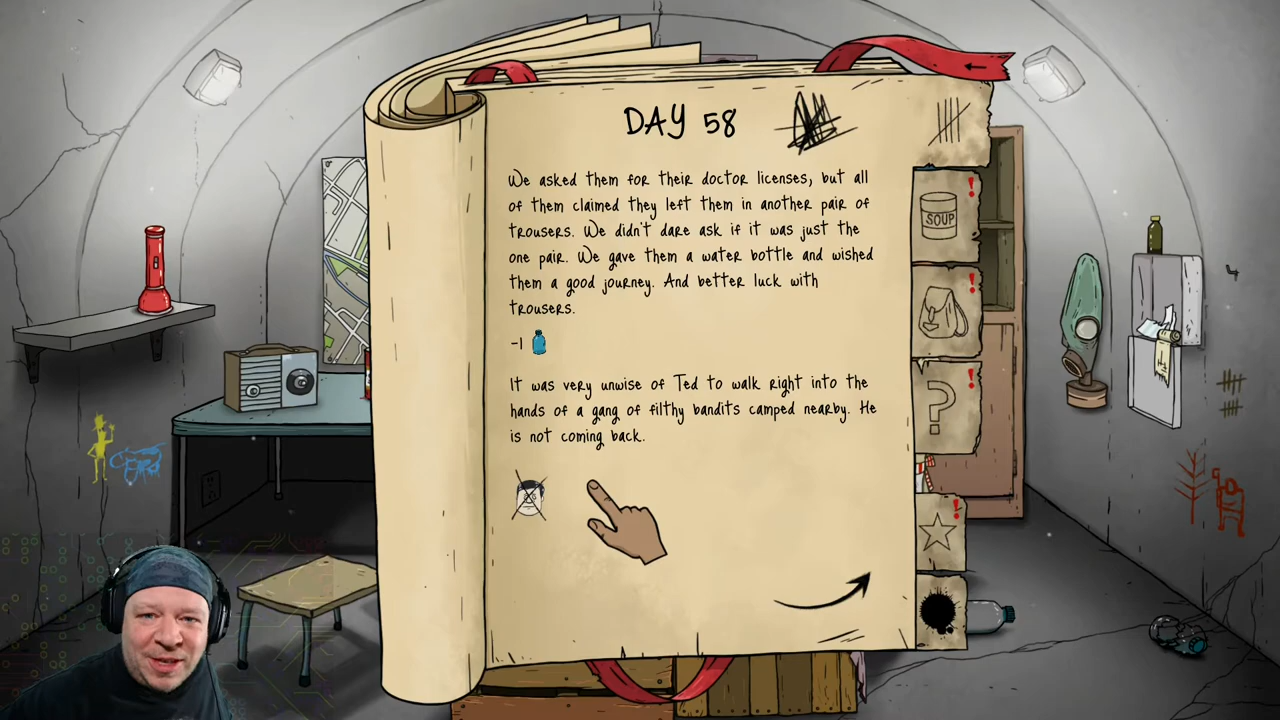 DAY 58
We asked them for their doctor licenses, but all
of them claimed they left them in another pair of
trousers. We didn't dare ask if it was just the
one pair. We gave them a water bottle and wished
them a good journey. And better luck with
trousers.
-1
It was very unwise of Ted to walk right into the
hands of a gang of filthy bandits camped nearby. He
is not coming back.
SOUP
!
!
?
!
!